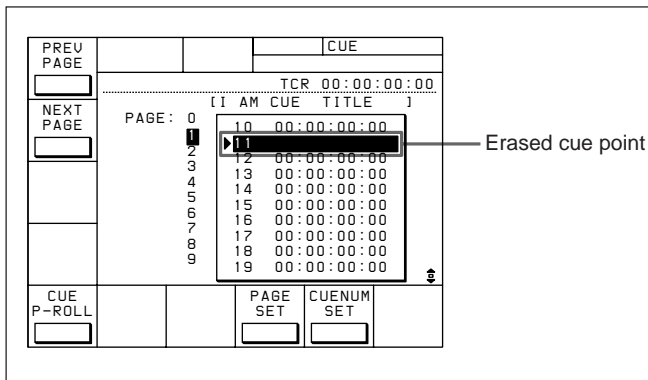 PREV
PAGE
CUE
TCR 00:00:00:00
[I AM CUE TITLE ]
NEXT
PAGE
PAGE:
0
1
2
3
4
5
6
7
8
9
10 00:00:00:00
11
12 00:00:00:00
13 00:00:00:00
14 00:00:00:00
15 00:00:00:00
16 00:00:00:00
17 00:00:00:00
18 00:00:00:00
19 00:00:00:00
Erased cue point
CUE
P-ROLL
PAGE
SET
CUENUM
SET